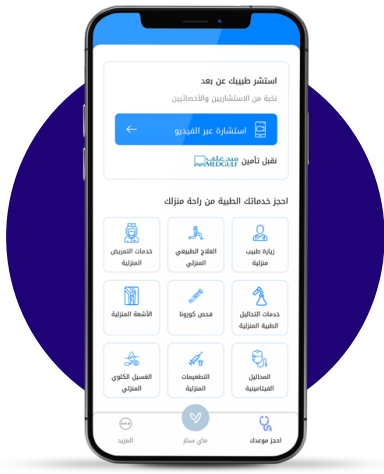 استشر طبيبك عن بعد
نخبة من الاستشاريين والأخصائيين
استشارة عبر الفيديو
نقبل تأمين ميدغلف MEDGULF
احجز خدماتك الطبية من راحة منزلك
زيارة طبيب
منزلية
العلاج الطبيعي
المنزلي
خدمات التمريض
المنزلية
خدمات التحاليل
الطبية المنزلية
فحص كورونا
الأشعة المنزلية
المحاليل
الفيتامينية
التطعيمات
المنزلية
الغسيل الكلوي
المنزلي
احجز موعدك
ماي سنار
المزيد